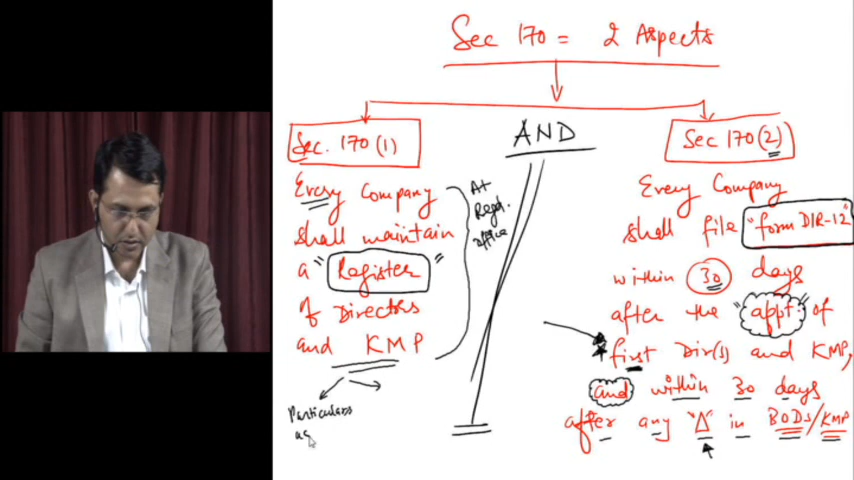 Sec 170 = 2 Aspects
AND
Sec. 170 (1)
Every Company
shall maintain
a "Register"
of Directors
and KMP
At
Regd.
office
Particulars
as
Sec 170 (2)
Every Company
shall file "form DIR-12"
within 30 days
after the "appt." of
first Dir(s) and KMP,
and within 30 days
after any "Δ" in BODs/KMP